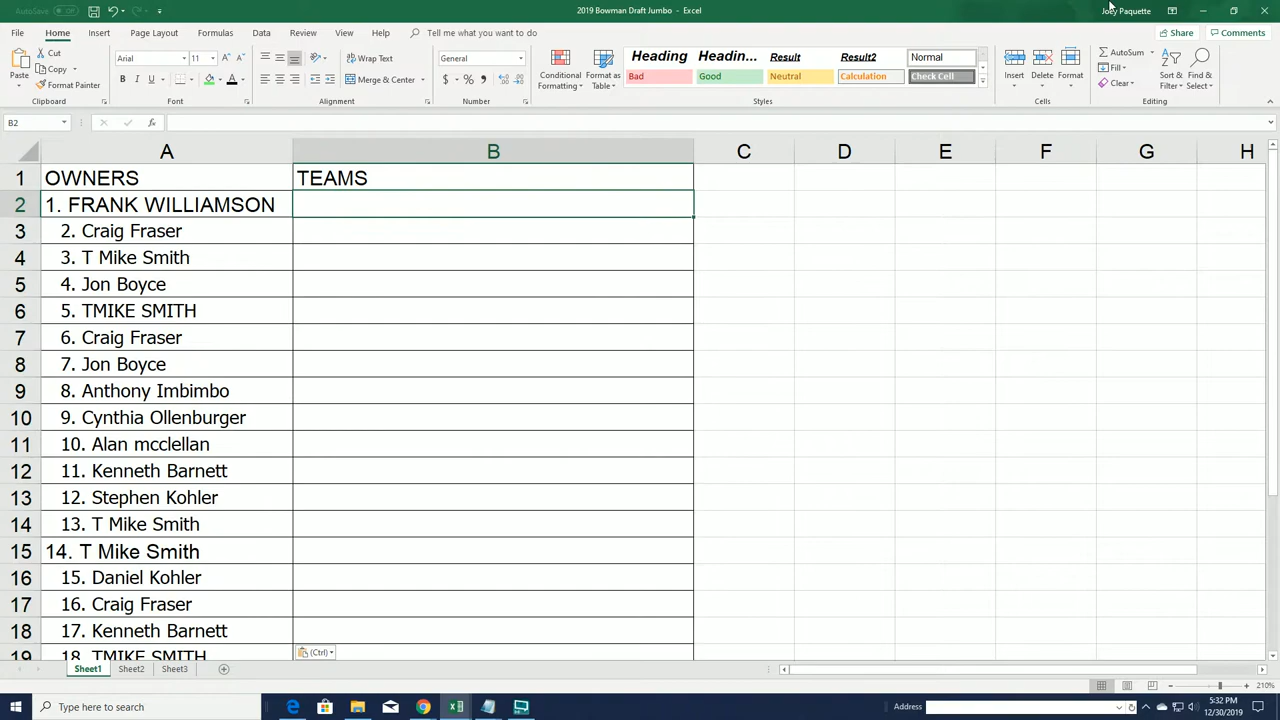 AutoSave Off
2019 Bowman Draft Jumbo - Excel
Joey Paquette
File Home Insert Page Layout Formulas Data Review View Help Tell me what you want to do Share Comments
Paste Cut Copy Format Painter
Arial 11 A A B I U A
Wrap Text Merge & Center
General $ % ,
Conditional Formatting Format as Table
Heading Headin... Result Result2 Normal
Bad Good Neutral Calculation Check Cell
Insert Delete Format
AutoSum Fill Clear Sort & Filter Find & Select
Clipboard Font Alignment Number Styles Cells Editing
B2 fx
A B C D E F G H
1 OWNERS TEAMS
2 1. FRANK WILLIAMSON
3 2. Craig Fraser
4 3. T Mike Smith
5 4. Jon Boyce
6 5. TMIKE SMITH
7 6. Craig Fraser
8 7. Jon Boyce
9 8. Anthony Imbimbo
10 9. Cynthia Ollenburger
11 10. Alan mcclellan
12 11. Kenneth Barnett
13 12. Stephen Kohler
14 13. T Mike Smith
15 14. T Mike Smith
16 15. Daniel Kohler
17 16. Craig Fraser
18 17. Kenneth Barnett
19 18. TMIKE SMITH
(Ctrl)
Sheet1 Sheet2 Sheet3
210%
Type here to search
Address
5:32 PM
12/30/2019